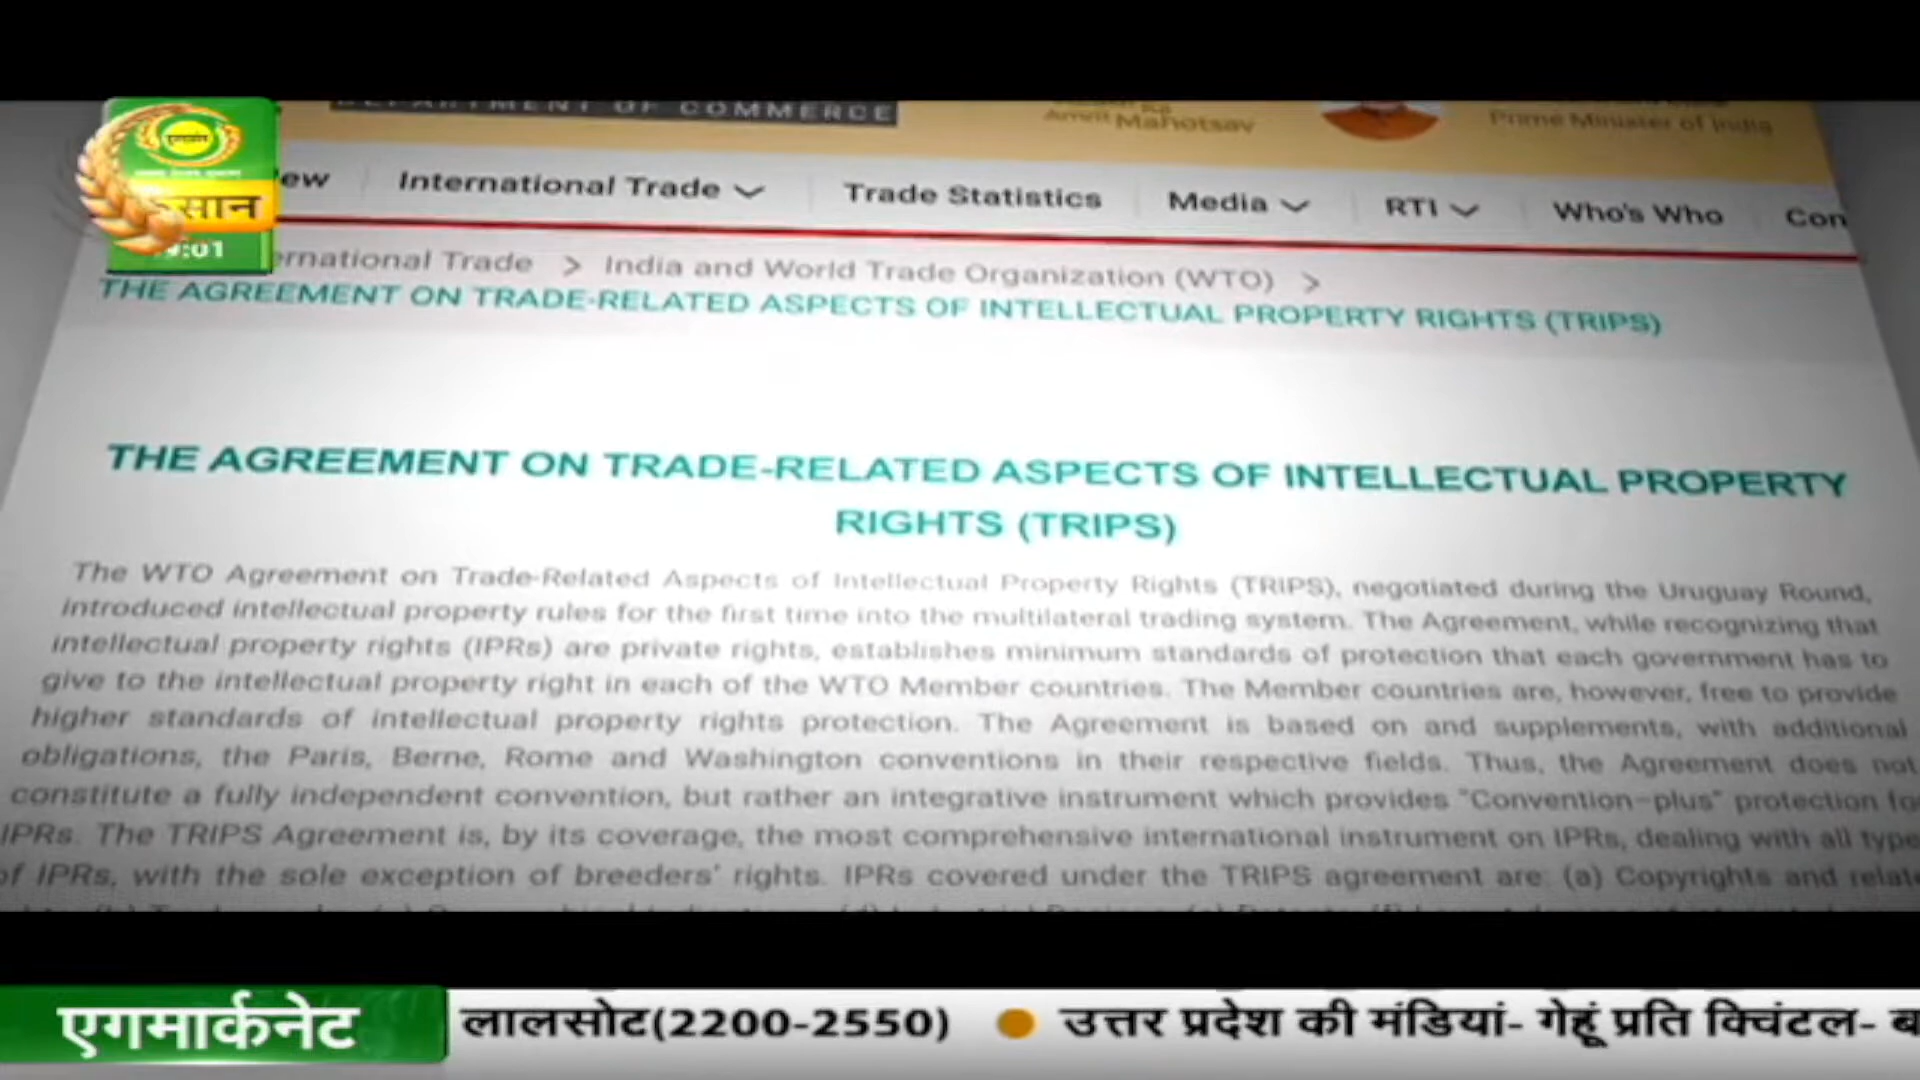 DEPARTMENT OF COMMERCE
Amrit Mahotsav
Prime Minister of India
ew International Trade Trade Statistics Media RTI Who's Who Con
सान
9:01
ernational Trade > India and World Trade Organization (WTO) >
THE AGREEMENT ON TRADE-RELATED ASPECTS OF INTELLECTUAL PROPERTY RIGHTS (TRIPS)
THE AGREEMENT ON TRADE-RELATED ASPECTS OF INTELLECTUAL PROPERTY
RIGHTS (TRIPS)
The WTO Agreement on Trade-Related Aspects of Intellectual Property Rights (TRIPS), negotiated during the Uruguay Round,
introduced intellectual property rules for the first time into the multilateral trading system. The Agreement, while recognizing that
intellectual property rights (IPRs) are private rights, establishes minimum standards of protection that each government has to
give to the intellectual property right in each of the WTO Member countries. The Member countries are, however, free to provide
higher standards of intellectual property rights protection. The Agreement is based on and supplements, with additional
obligations, the Paris, Berne, Rome and Washington conventions in their respective fields. Thus, the Agreement does not
constitute a fully independent convention, but rather an integrative instrument which provides "Convention-plus" protection fo
IPRs. The TRIPS Agreement is, by its coverage, the most comprehensive international instrument on IPRs, dealing with all type
of IPRs, with the sole exception of breeders' rights. IPRs covered under the TRIPS agreement are: (a) Copyrights and relate
एगमार्कनेट लालसोट(2200-2550) उत्तर प्रदेश की मंडियां- गेहूं प्रति क्विंटल- ब